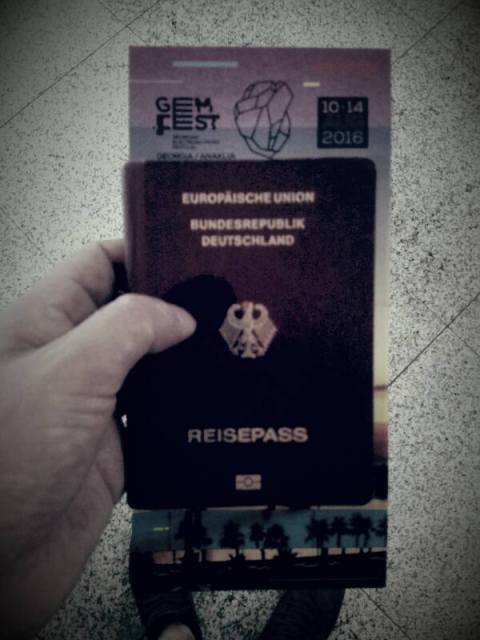 GEM
FEST
GEORGIA / ANAKLIA
10-14
2016
EUROPÄISCHE UNION
BUNDESREPUBLIK
DEUTSCHLAND
REISEPASS